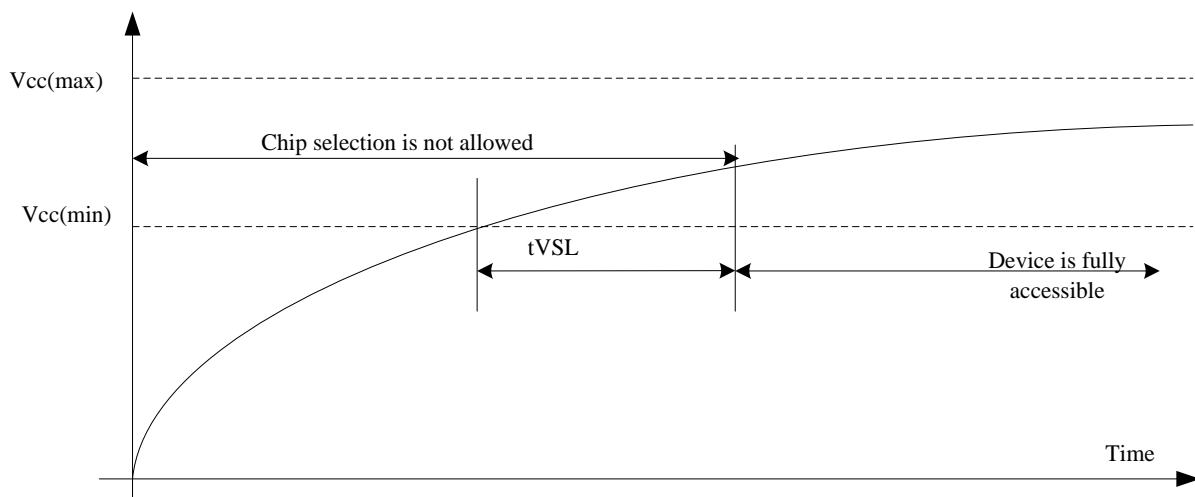 Vcc(max)
Chip selection is not allowed
Vcc(min)
tVSL
Device is fully
accessible
Time